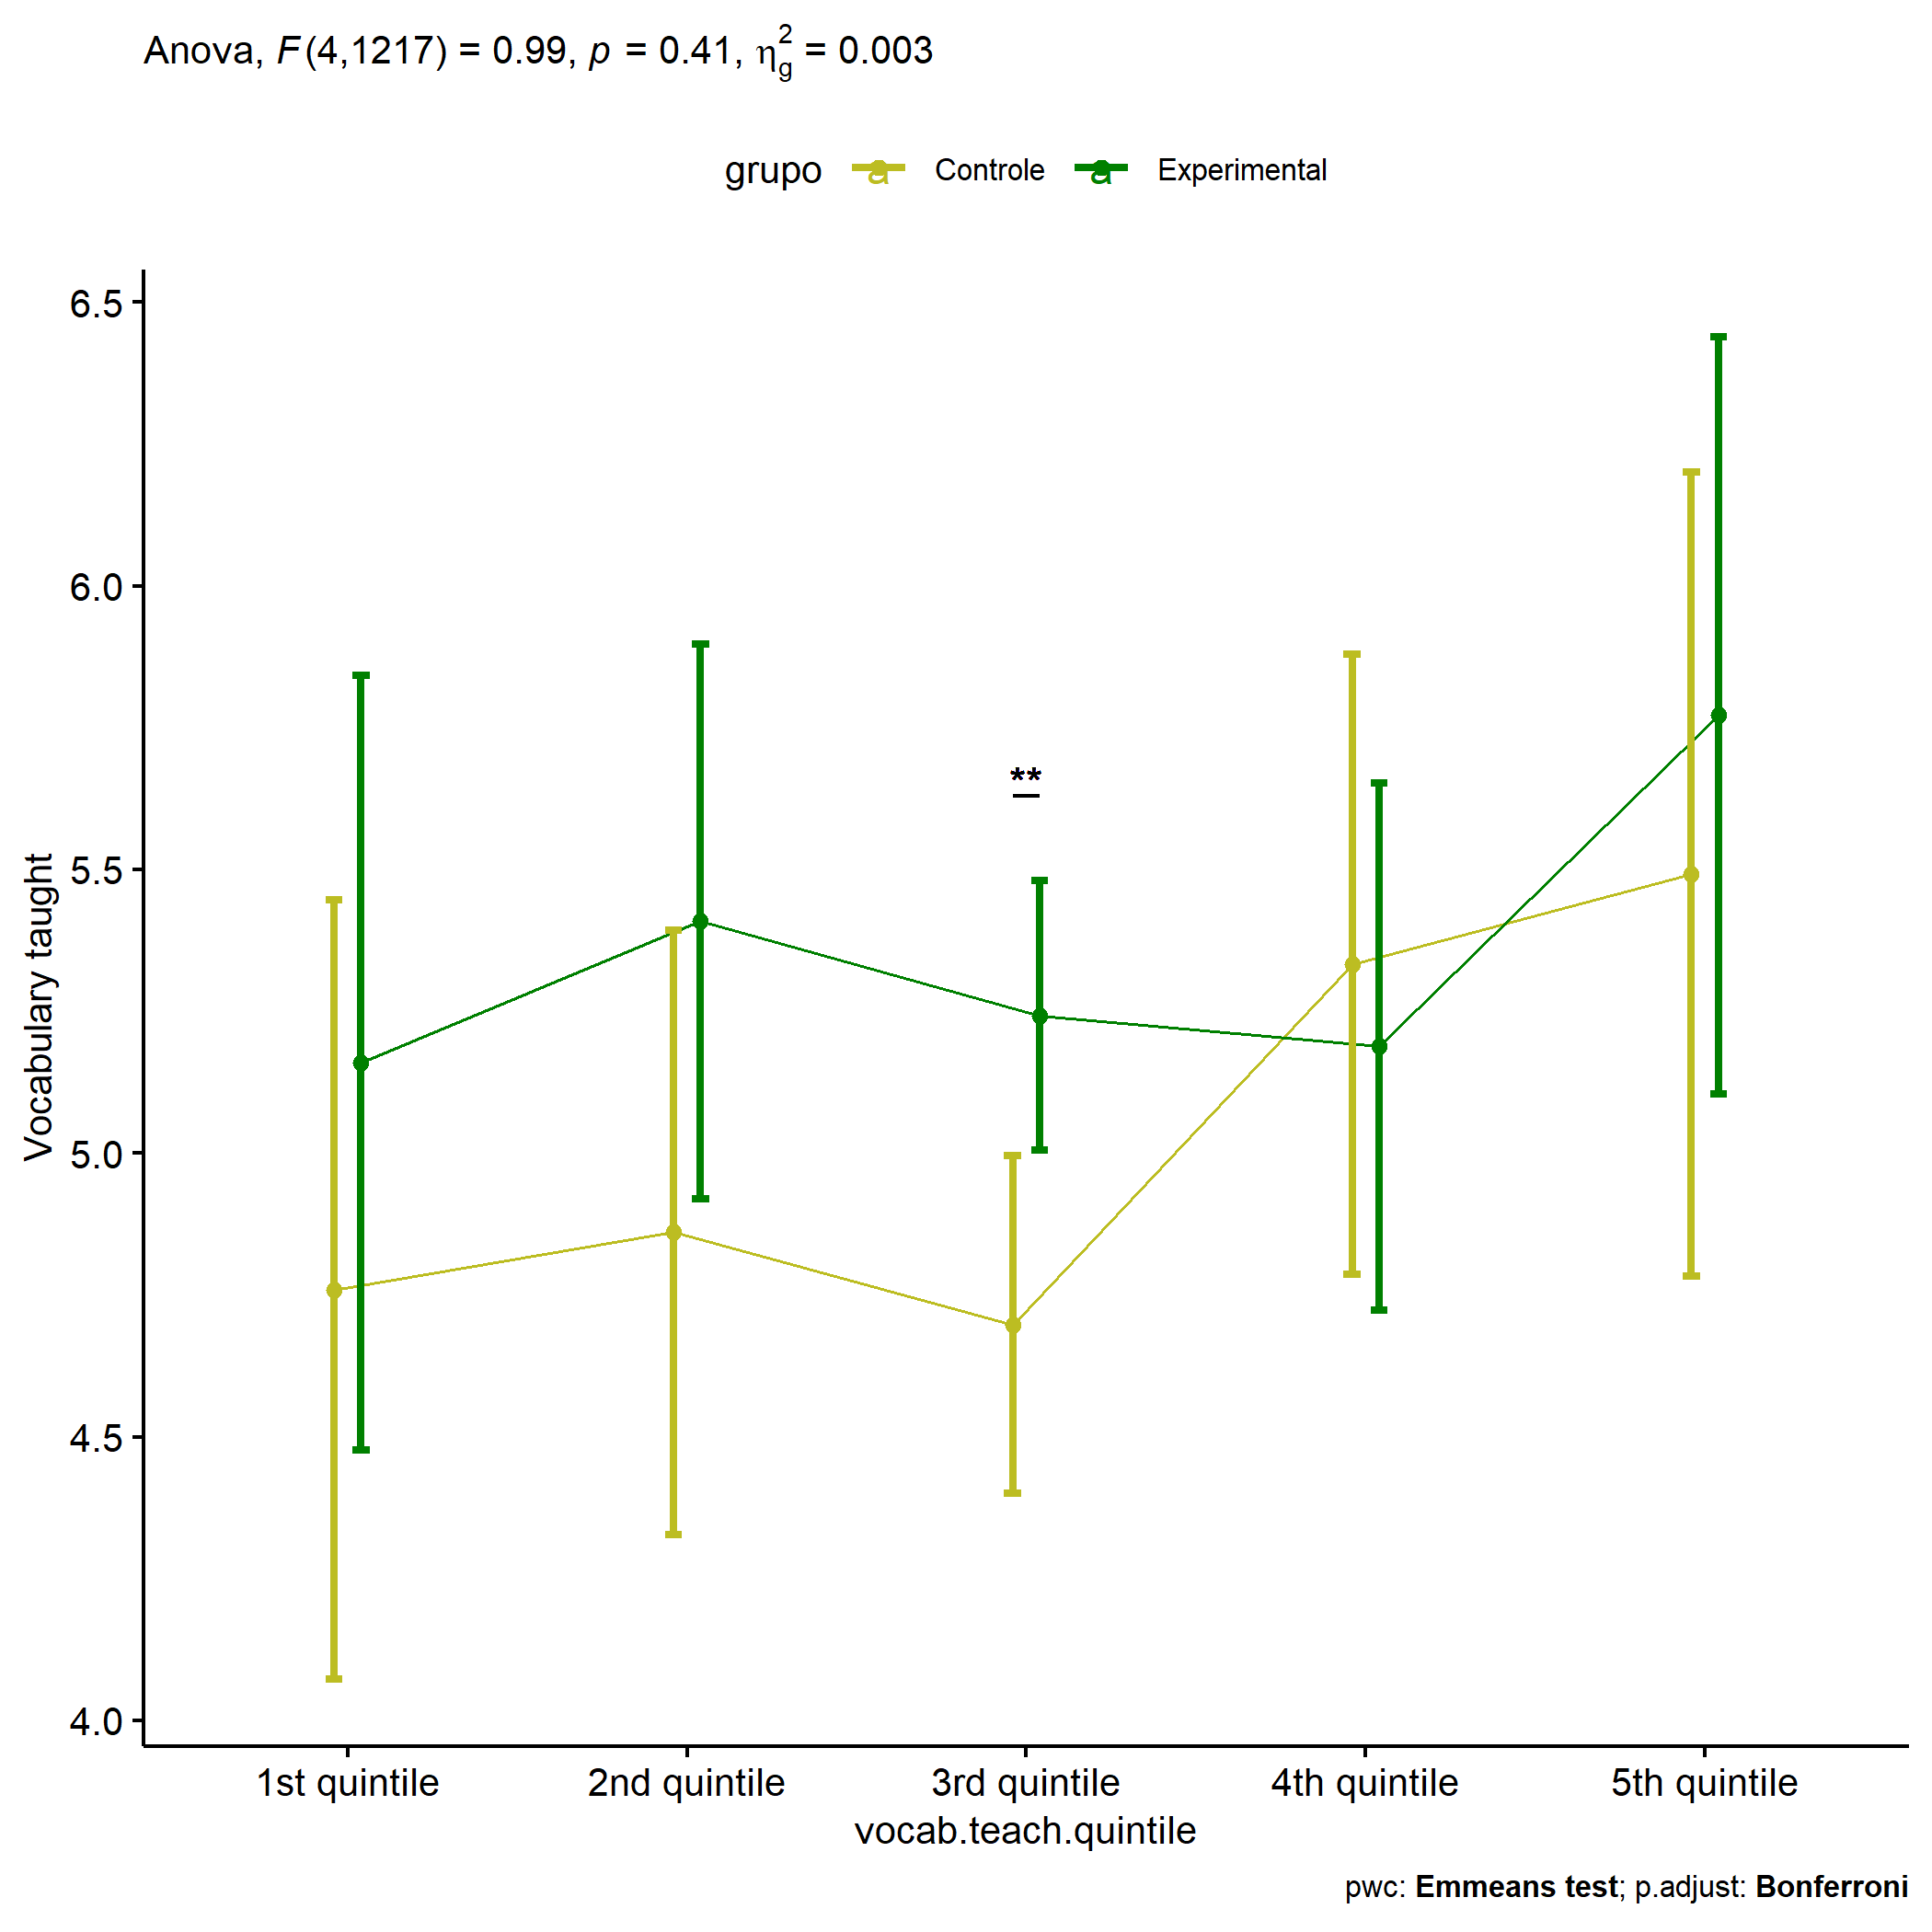 Anova, F(4,1217) = 0.99, p = 0.41, η²g = 0.003
grupo a Controle a Experimental
6.5
6.0
5.5
5.0
4.5
4.0
Vocabulary taught
**
1st quintile 2nd quintile 3rd quintile 4th quintile 5th quintile
vocab.teach.quintile
pwc: Emmeans test; p.adjust: Bonferroni